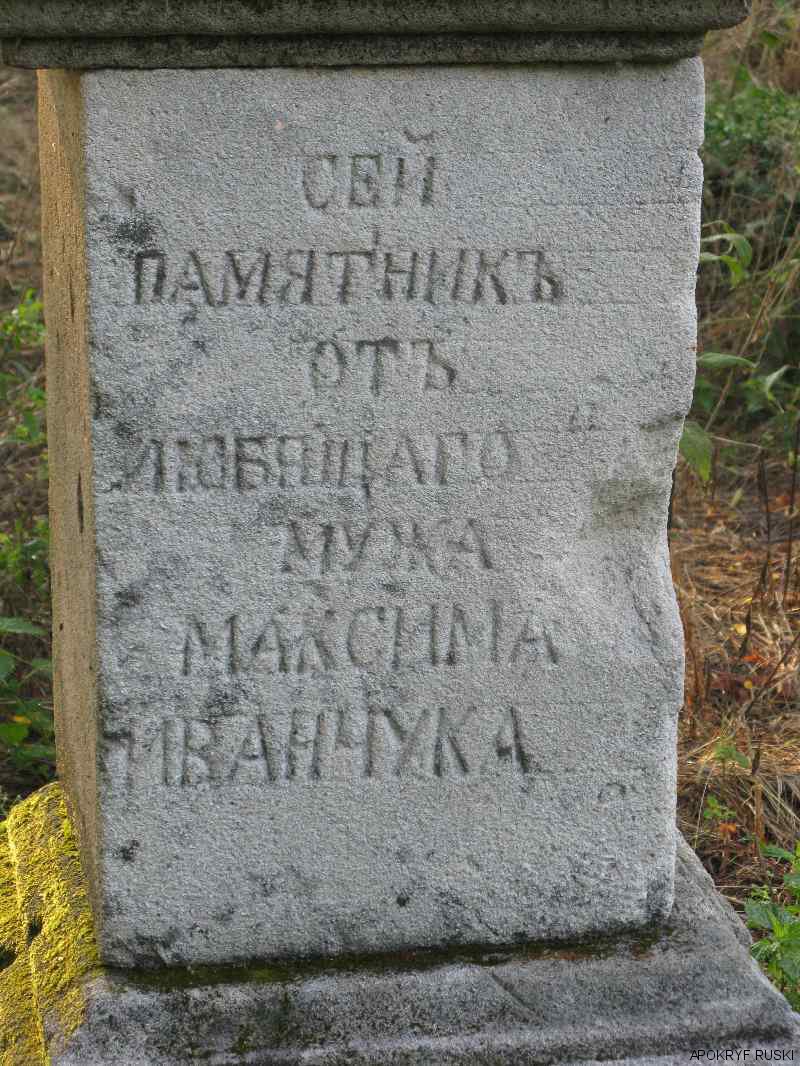 СЕЙ
ПАМЯТНИКЪ
ОТЪ
ЛЮБЯЩАГО
МУЖА
МАКСИМА
ИВАНЧУКА
APOKRYF RUSKI